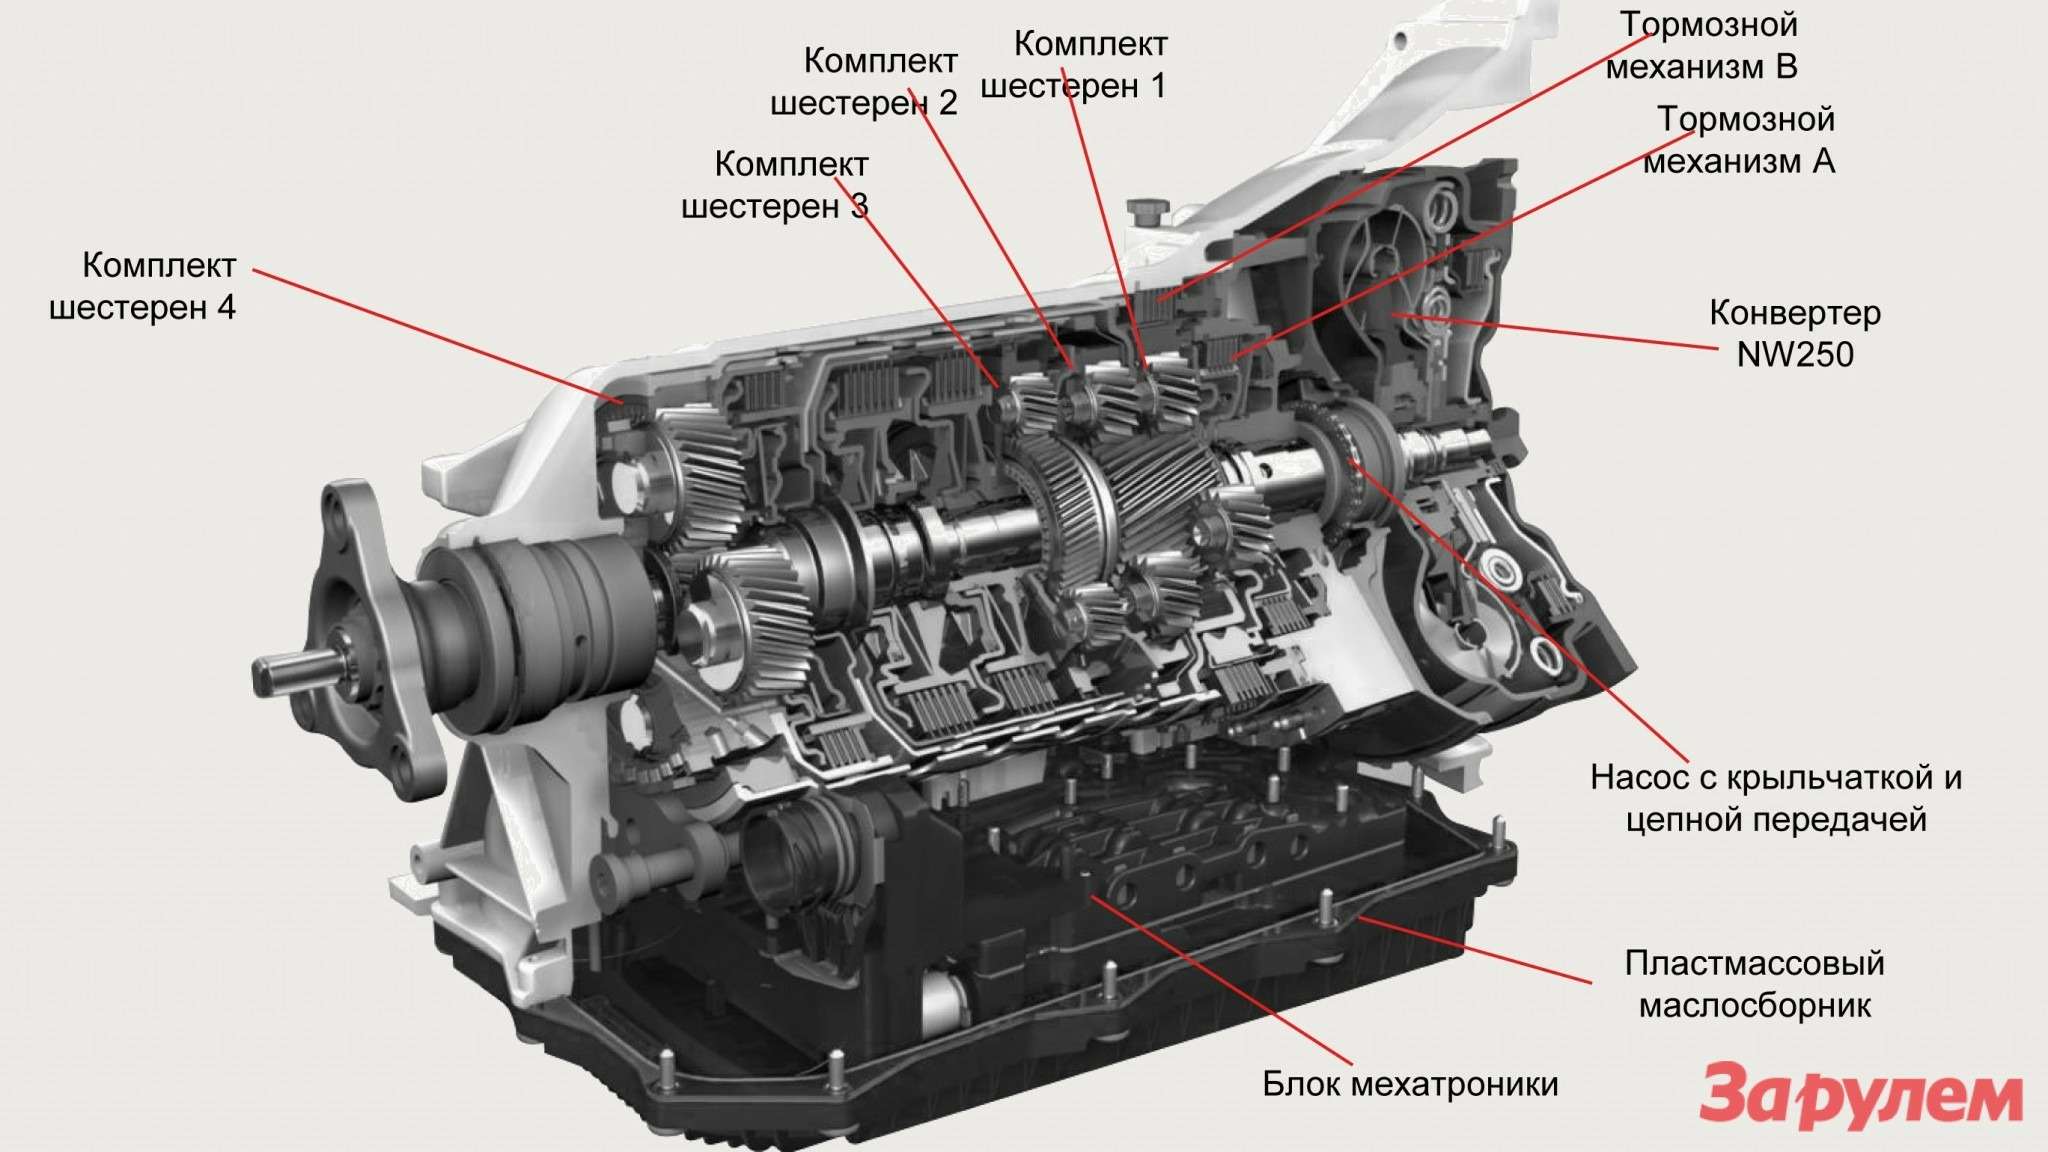 Тормозной
механизм В
Комплект
шестерен 1
Комплект
шестерен 2
Тормозной
механизм А
Комплект
шестерен 3
Комплект
шестерен 4
Конвертер
NW250
Насос с крыльчаткой и
цепной передачей
Пластмассовый
маслосборник
Блок мехатроники
За рулем